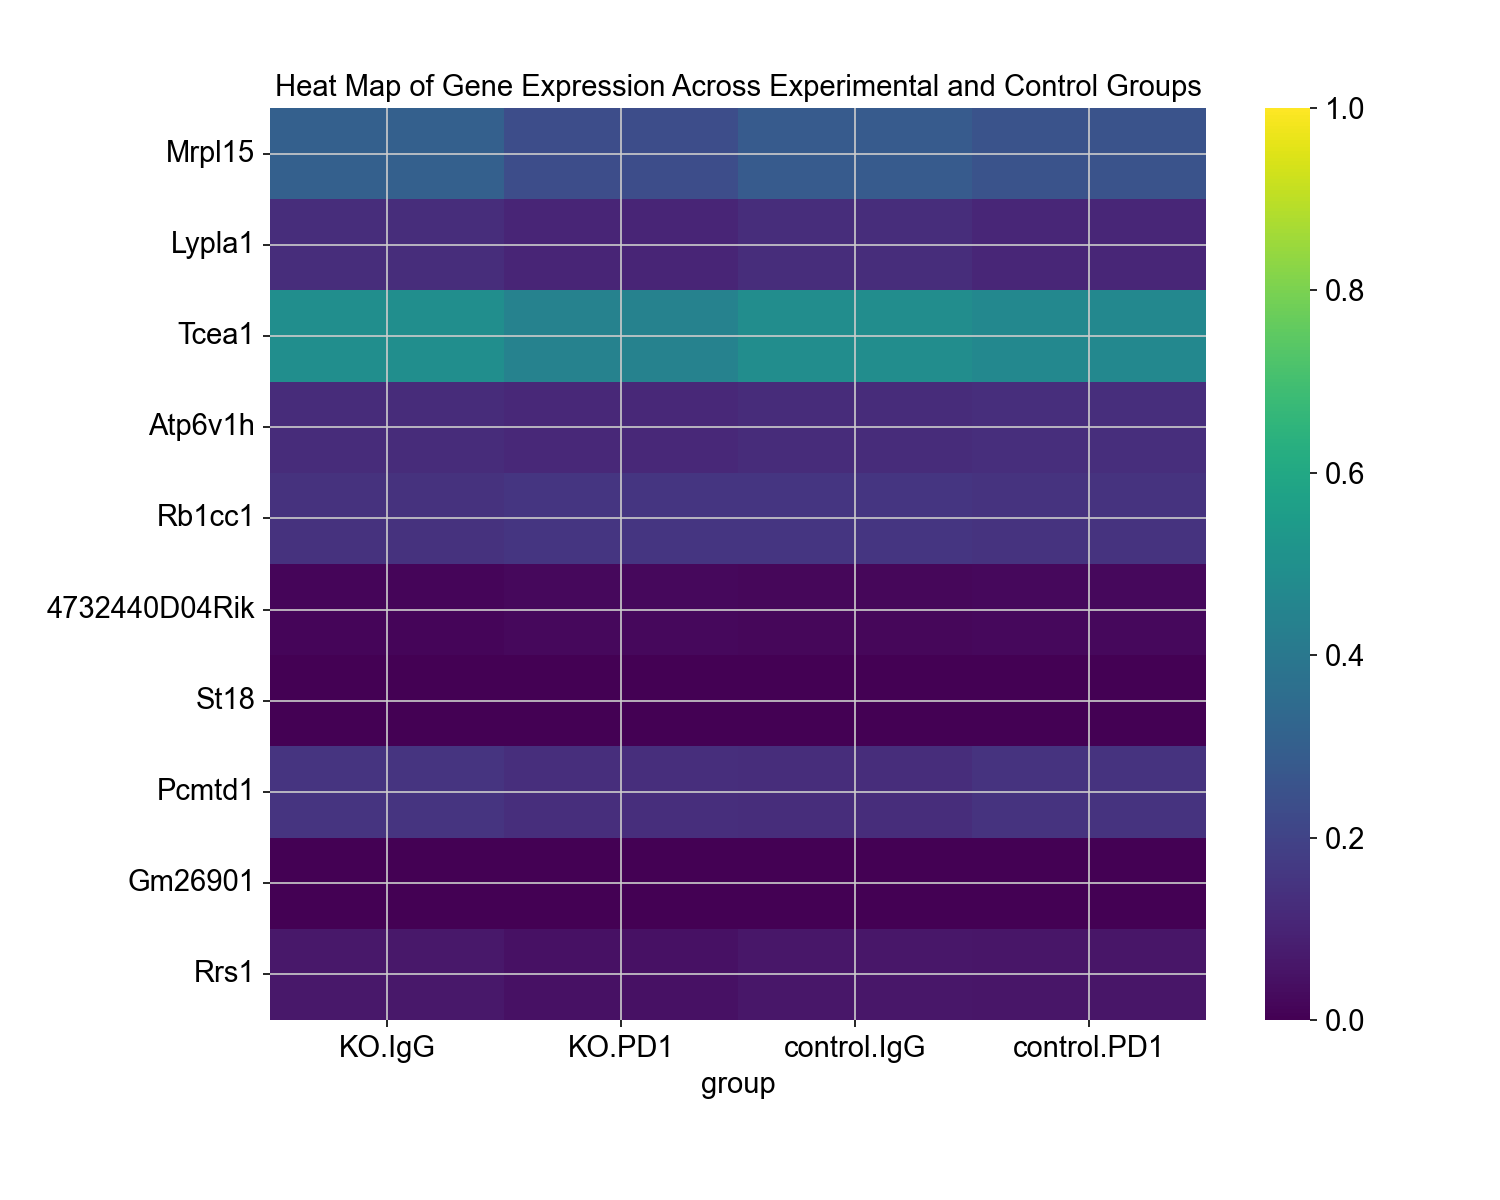 Heat Map of Gene Expression Across Experimental and Control Groups
Mrpl15
Lypla1
Tcea1
Atp6v1h
Rb1cc1
4732440D04Rik
St18
Pcmtd1
Gm26901
Rrs1
KO.IgG
KO.PD1
control.IgG
control.PD1
group
1.0
0.8
0.6
0.4
0.2
0.0